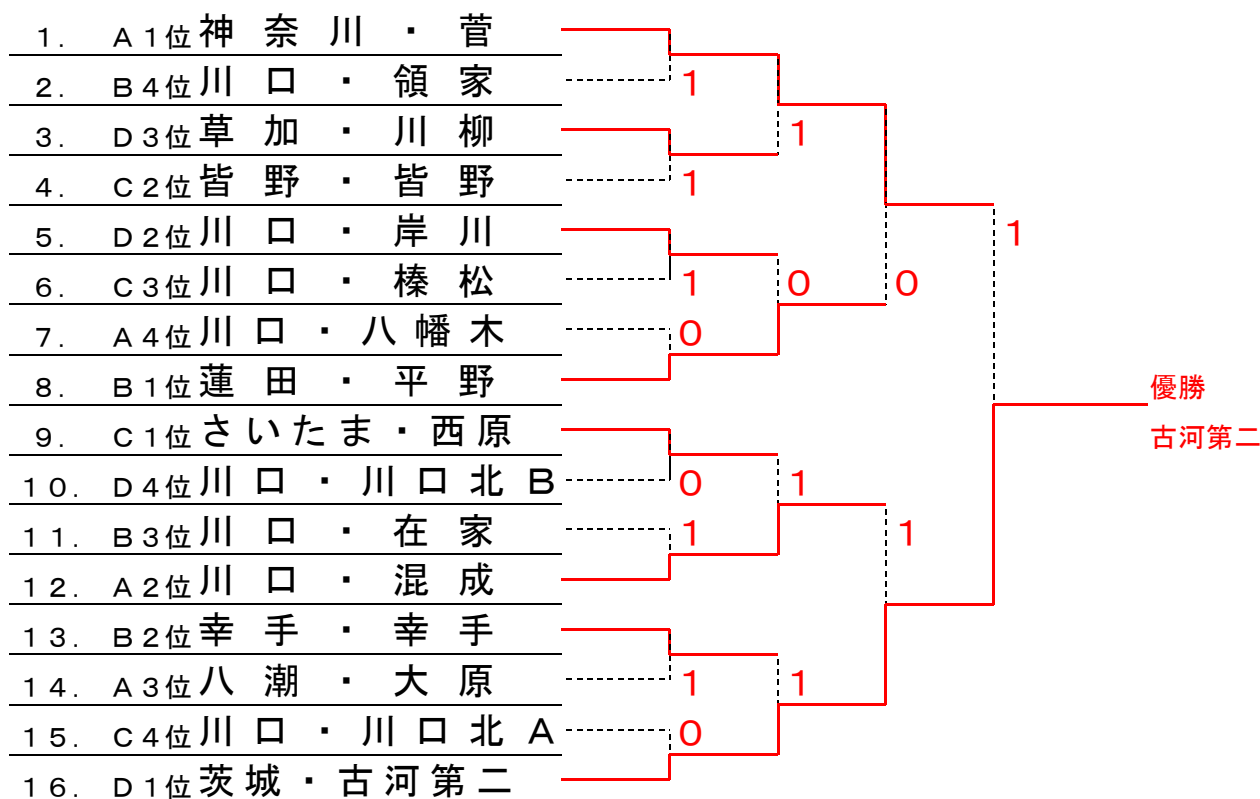 1. A1位 神奈川・菅
2. B4位 川口・領家
1
3. D3位 草加・川柳
1
4. C2位 皆野・皆野
1
5. D2位 川口・岸川
1
6. C3位 川口・榛松
1 0 0
7. A4位 川口・八幡木
0
8. B1位 蓮田・平野
優勝
9. C1位 さいたま・西原
古河第二
10. D4位 川口・川口北B
0 1
11. B3位 川口・在家
1 1
12. A2位 川口・混成
13. B2位 幸手・幸手
14. A3位 八潮・大原
1 1
15. C4位 川口・川口北A
0
16. D1位 茨城・古河第二